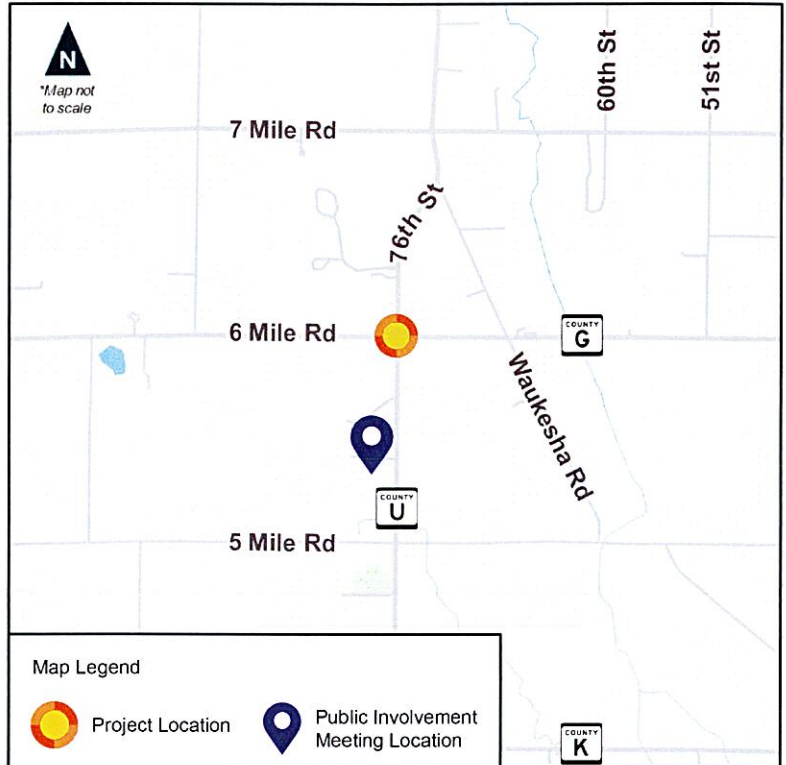 N
*Map not
to scale
60th St
51st St
7 Mile Rd
76th St
6 Mile Rd
COUNTY
G
Waukesha Rd
COUNTY
U
5 Mile Rd
Map Legend
Project Location
Public Involvement
Meeting Location
COUNTY
K